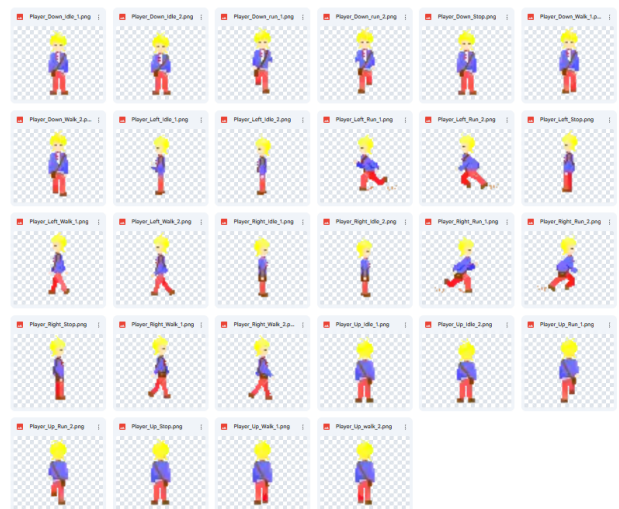 Player_Down_Idle_1.png
Player_Down_Idle_2.png
Player_Down_run_1.png
Player_Down_run_2.png
Player_Down_Stop.png
Player_Down_Walk_1.p...
Player_Down_Walk_2.p...
Player_Left_Idle_1.png
Player_Left_Idle_2.png
Player_Left_Run_1.png
Player_Left_Run_2.png
Player_Left_Stop.png
Player_Left_Walk_1.png
Player_Left_Walk_2.png
Player_Right_Idle_1.png
Player_Right_Idle_2.png
Player_Right_Run_1.png
Player_Right_Run_2.png
Player_Right_Stop.png
Player_Right_Walk_1.png
Player_Right_Walk_2.p...
Player_Up_Idle_1.png
Player_Up_Idle_2.png
Player_Up_Run_1.png
Player_Up_Run_2.png
Player_Up_Stop.png
Player_Up_Walk_1.png
Player_Up_walk_2.png